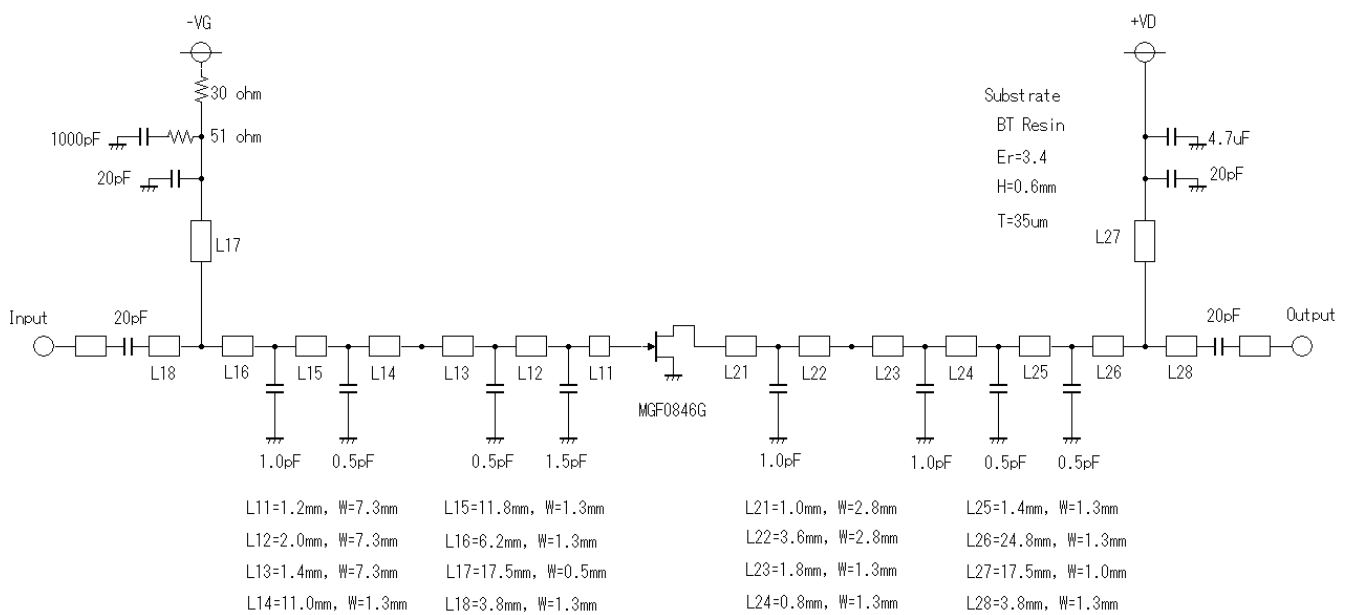 -VG
+VD
30 ohm
Substrate
1000pF
51 ohm
BT Resin
4.7uF
Er=3.4
20pF
20pF
H=0.6mm
T=35um
L17
L27
Input
20pF
20pF
Output
L18
L16
L15
L14
L13
L12
L11
L21
L22
L23
L24
L25
L26
L28
MGF0846G
1.0pF
0.5pF
0.5pF
1.5pF
1.0pF
1.0pF
0.5pF
0.5pF
L11=1.2mm, W=7.3mm
L15=11.8mm, W=1.3mm
L21=1.0mm, W=2.8mm
L25=1.4mm, W=1.3mm
L12=2.0mm, W=7.3mm
L16=6.2mm, W=1.3mm
L22=3.6mm, W=2.8mm
L26=24.8mm, W=1.3mm
L13=1.4mm, W=7.3mm
L17=17.5mm, W=0.5mm
L23=1.8mm, W=1.3mm
L27=17.5mm, W=1.0mm
L14=11.0mm, W=1.3mm
L18=3.8mm, W=1.3mm
L24=0.8mm, W=1.3mm
L28=3.8mm, W=1.3mm